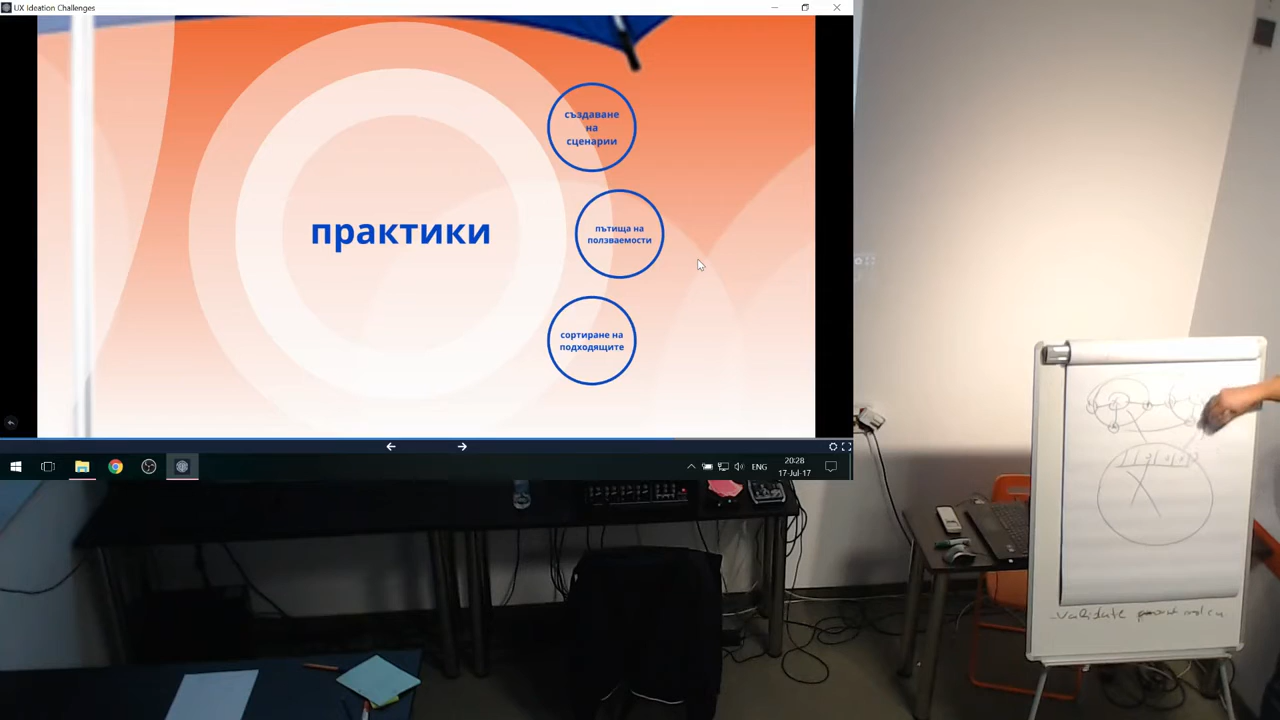 UX Ideation Challenges
създаване
на
сценарии
практики
пътища на
ползваемости
сортиране на
подходящите
ENG
20:28
17-Jul-17
validate